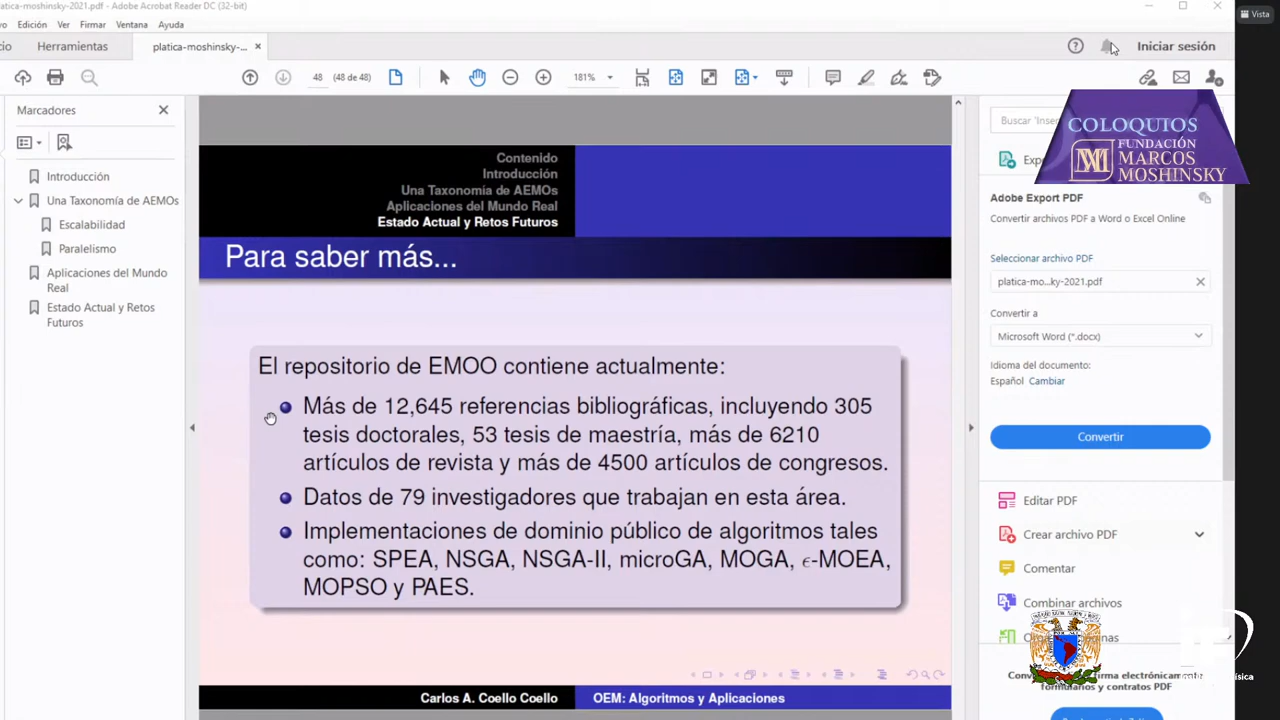 latica-moshinsky-2021.pdf - Adobe Acrobat Reader DC (32-bit)
Vista
vo Edición Ver Firmar Ventana Ayuda
cio Herramientas platica-moshinsky-... × Iniciar sesión
48 (48 de 48) 181%
Marcadores
Introducción
Una Taxonomía de AEMOs
Escalabilidad
Paralelismo
Aplicaciones del Mundo
Real
Estado Actual y Retos
Futuros
Contenido
Introducción
Una Taxonomia de AEMOs
Aplicaciones del Mundo Real
Estado Actual y Retos Futuros
Para saber más...
El repositorio de EMOO contiene actualmente:
Más de 12,645 referencias bibliográficas, incluyendo 305
tesis doctorales, 53 tesis de maestría, más de 6210
artículos de revista y más de 4500 artículos de congresos.
Datos de 79 investigadores que trabajan en esta área.
Implementaciones de dominio público de algoritmos tales
como: SPEA, NSGA, NSGA-II, microGA, MOGA, ϵ-MOEA,
MOPSO y PAES.
Carlos A. Coello Coello OEM: Algoritmos y Aplicaciones
Buscar 'Inser
COLOQUIOS
FUNDACIÓN
MARCOS
MOSHINSKY
Exp
Adobe Export PDF
Convertir archivos PDF a Word o Excel Online
Seleccionar archivo PDF
platica-mo...ky-2021.pdf
Convertir a
Microsoft Word (*.docx)
Idioma del documento:
Español Cambiar
Convertir
Editar PDF
Crear archivo PDF
Comentar
Combinar archivos